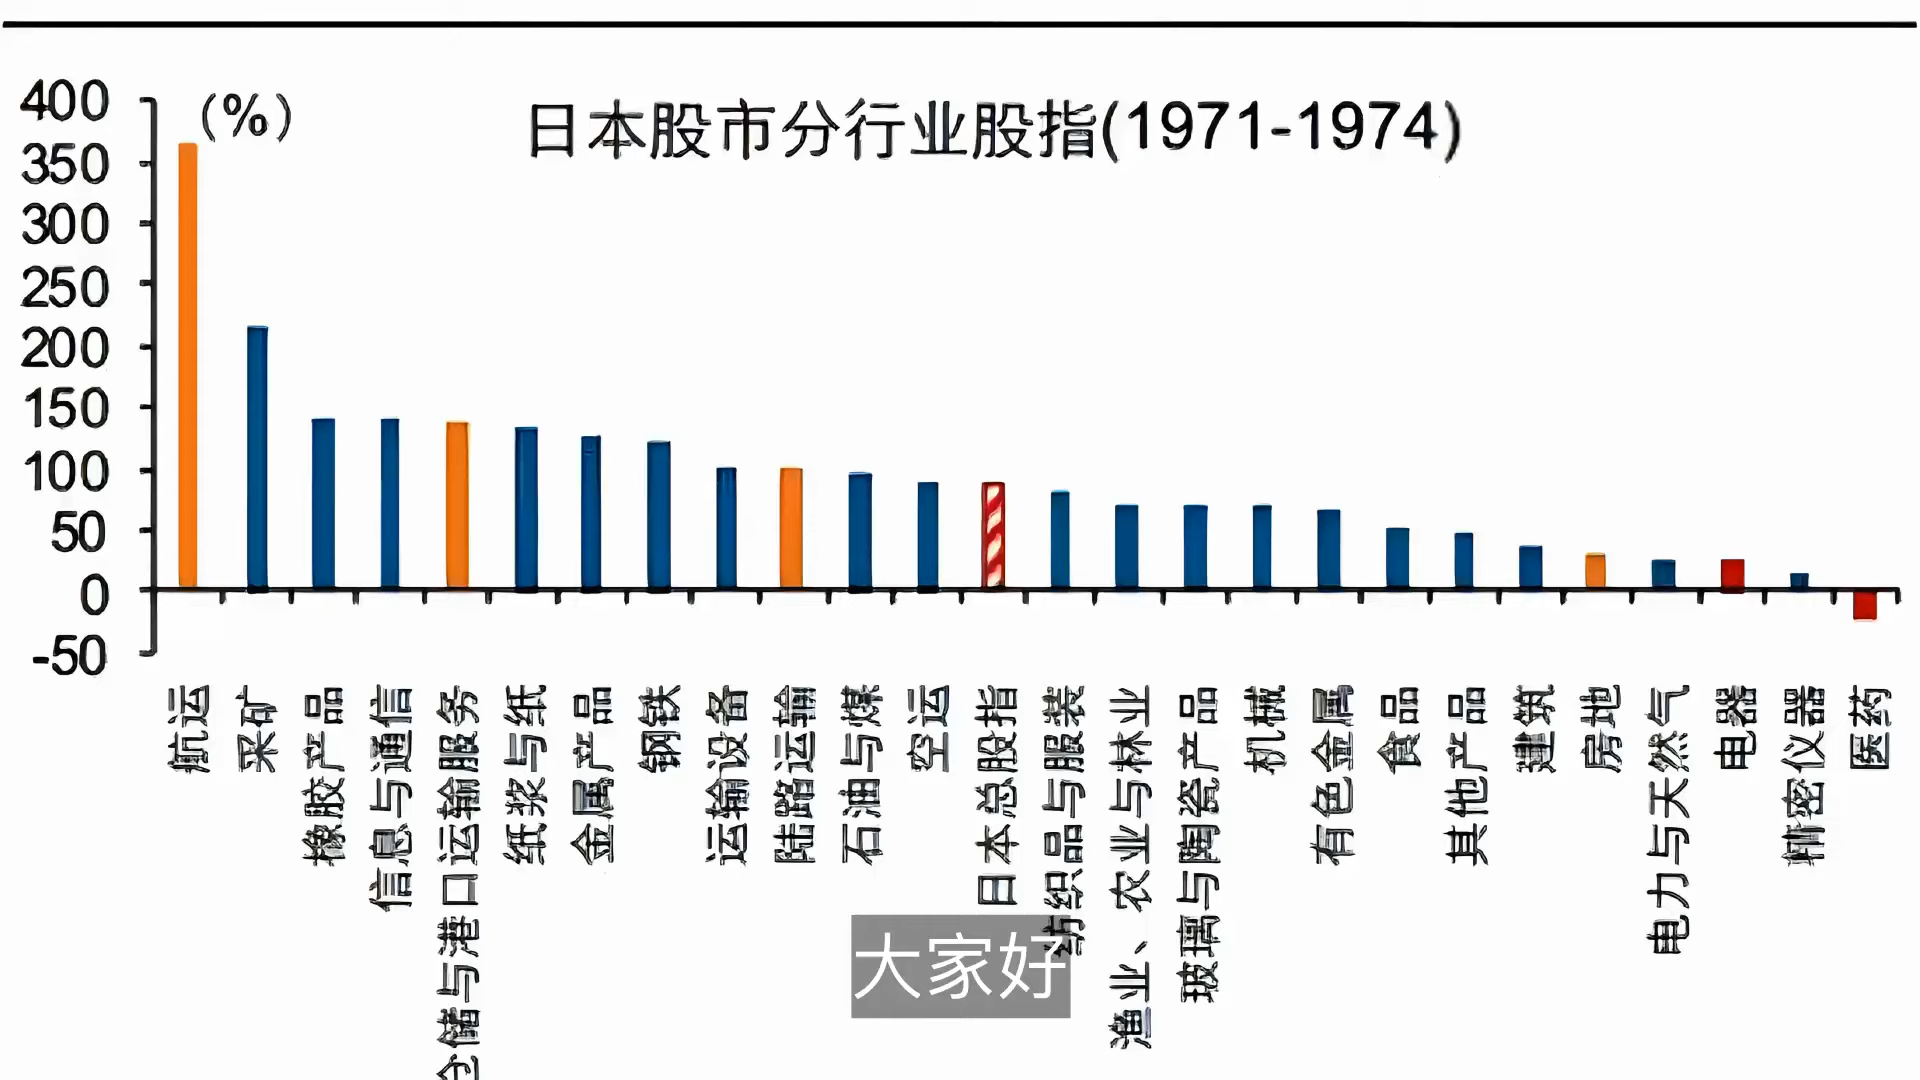 日本股市分行业股指(1971-1974)
(%)
400
350
300
250
200
150
100
50
0
-50
航运
采矿
橡胶产品
信息与通信
仓储与港口运输服务
纸浆与纸
金属产品
钢铁
运输设备
陆路运输
石油与煤
空运
日本总股指
纺织品与服装
渔业、农业与林业
玻璃与陶瓷产品
机械
有色金属
食品
其他产品
建筑
房地
电力与天然气
电器
精密仪器
医药
大家好